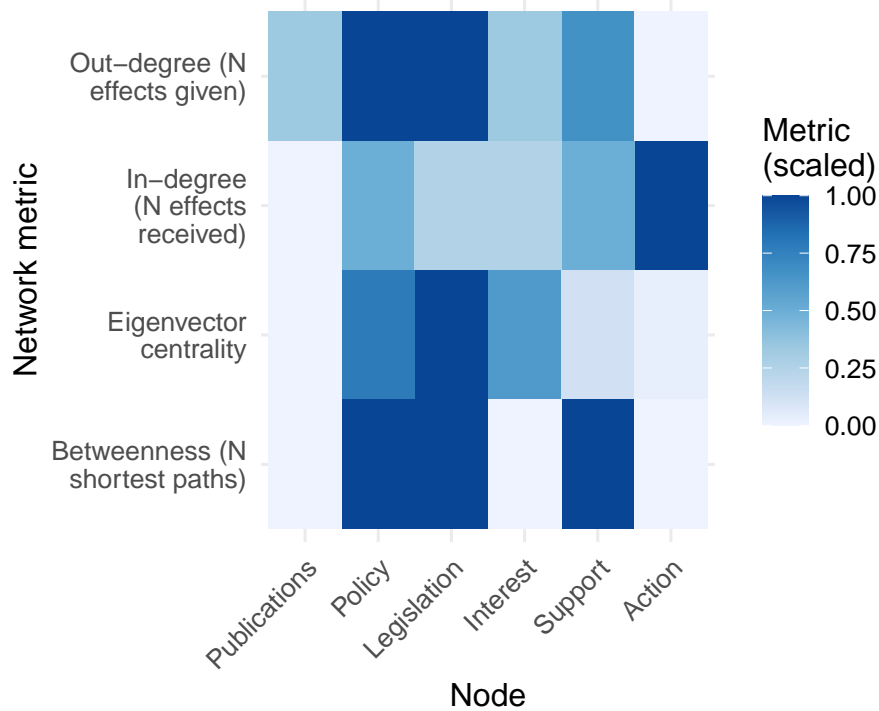 Out−degree (N
effects given)
In−degree
(N effects
received)
Eigenvector
centrality
Betweenness (N
shortest paths)
Network metric
Publications
Policy
Legislation
Interest
Support
Action
Node
Metric
(scaled)
1.00
0.75
0.50
0.25
0.00